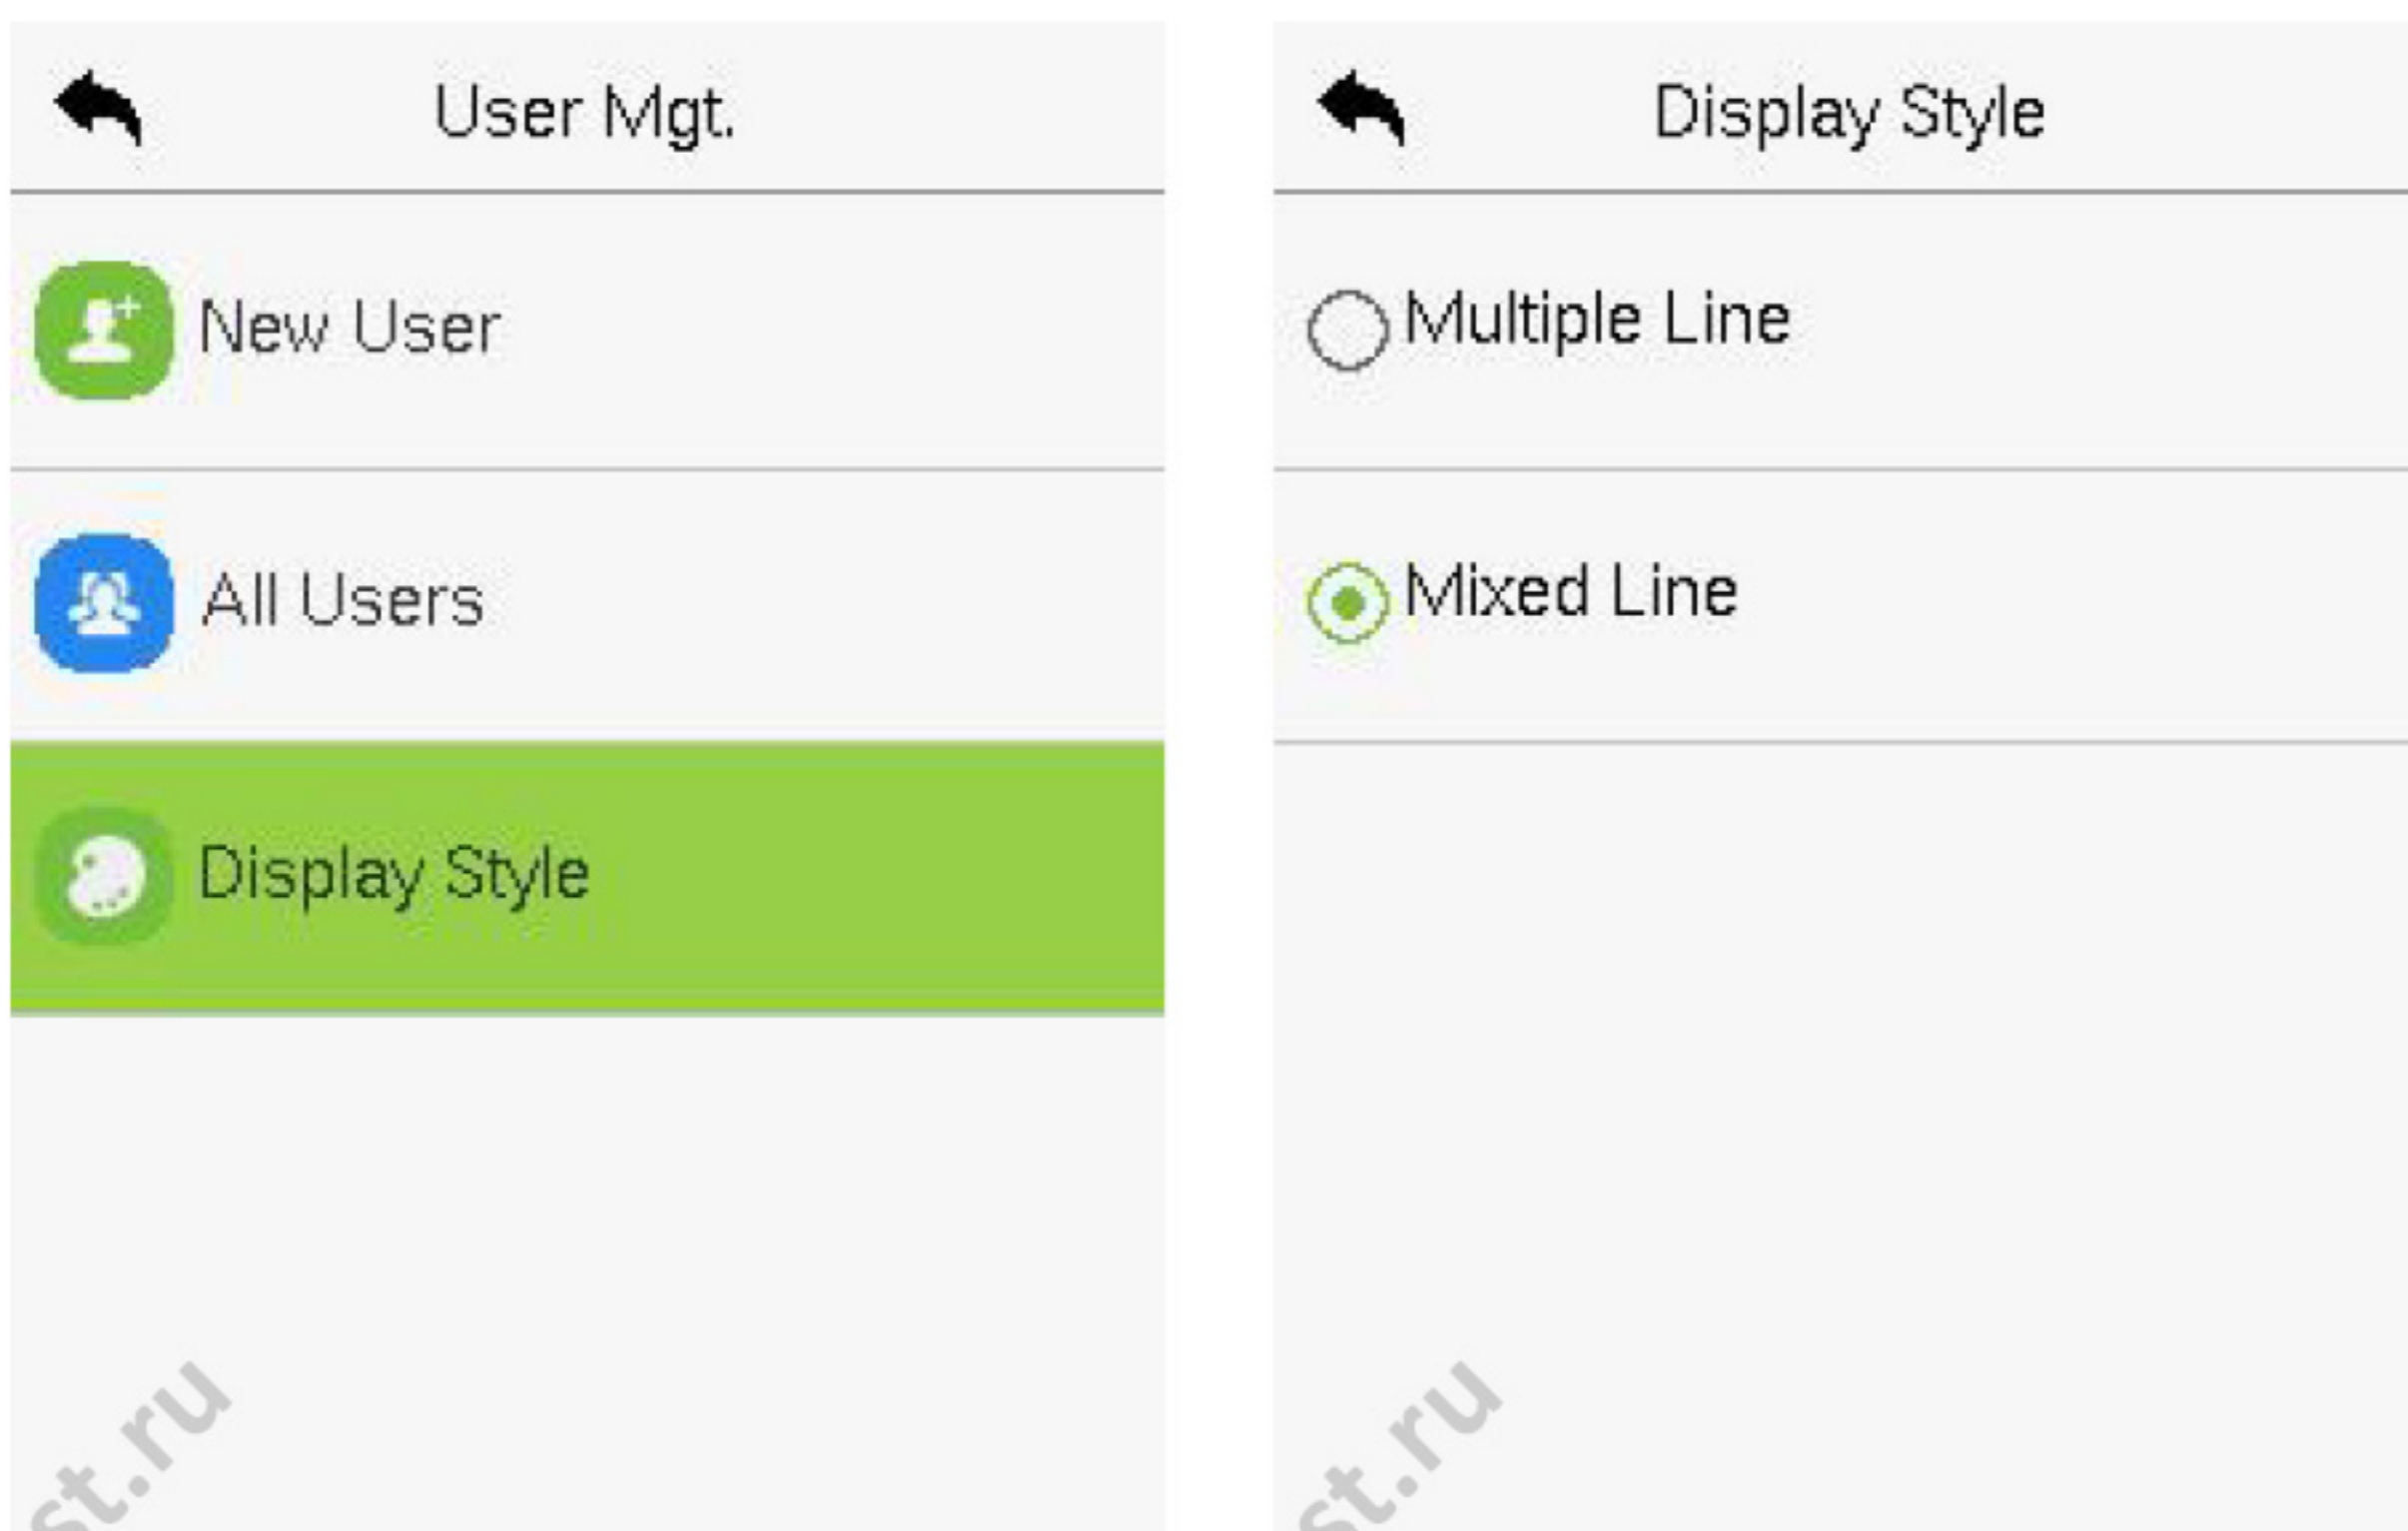 User Mgt.
New User
All Users
Display Style
st.ru
Display Style
Multiple Line
Mixed Line
st.ru